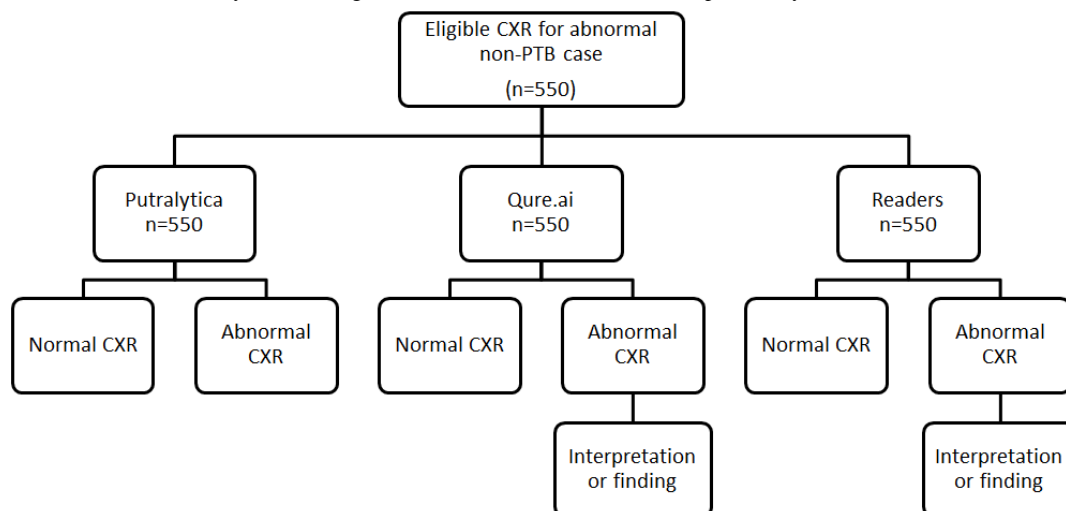 Eligible CXR for abnormal
non-PTB case
(n=550)
Putralytica
n=550
Qure.ai
n=550
Readers
n=550
Normal CXR
Abnormal
CXR
Normal CXR
Abnormal
CXR
Normal CXR
Abnormal
CXR
Interpretation
or finding
Interpretation
or finding